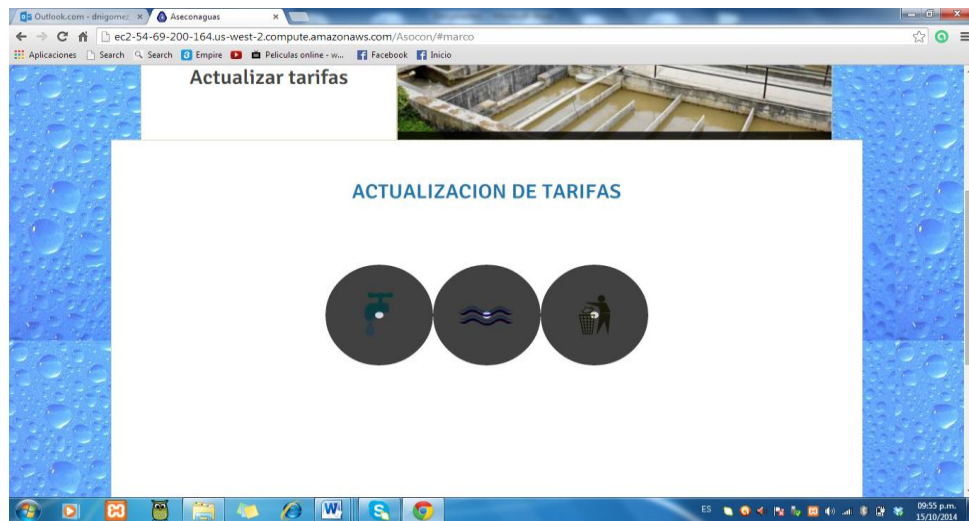 Outlook.com - dnigomez
Aseconaguas
ec2-54-69-200-164.us-west-2.compute.amazonaws.com/Asocon/#marco
Aplicaciones Search Search Empire Peliculas online - w... Facebook Inicio
Actualizar tarifas
ACTUALIZACION DE TARIFAS
ES
09:55 p.m.
15/10/2014